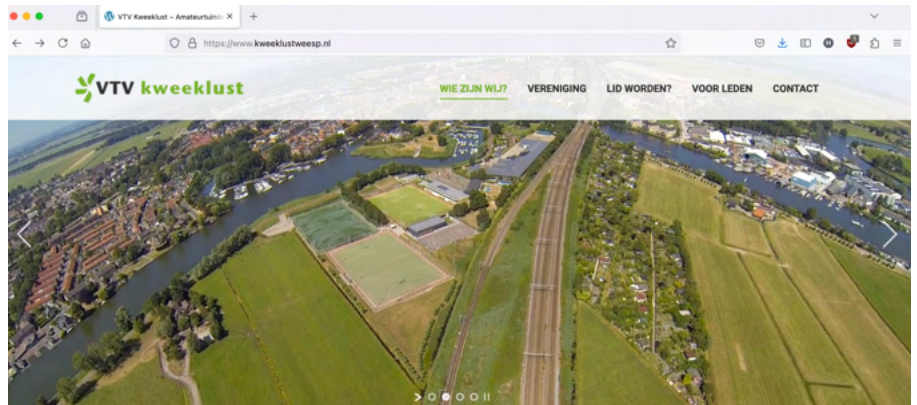 VTV Kweeklust – Amateurtuind
https://www.kweeklustweesp.nl
VTV kweeklust
WIE ZIJN WIJ?
VERENIGING
LID WORDEN?
VOOR LEDEN
CONTACT